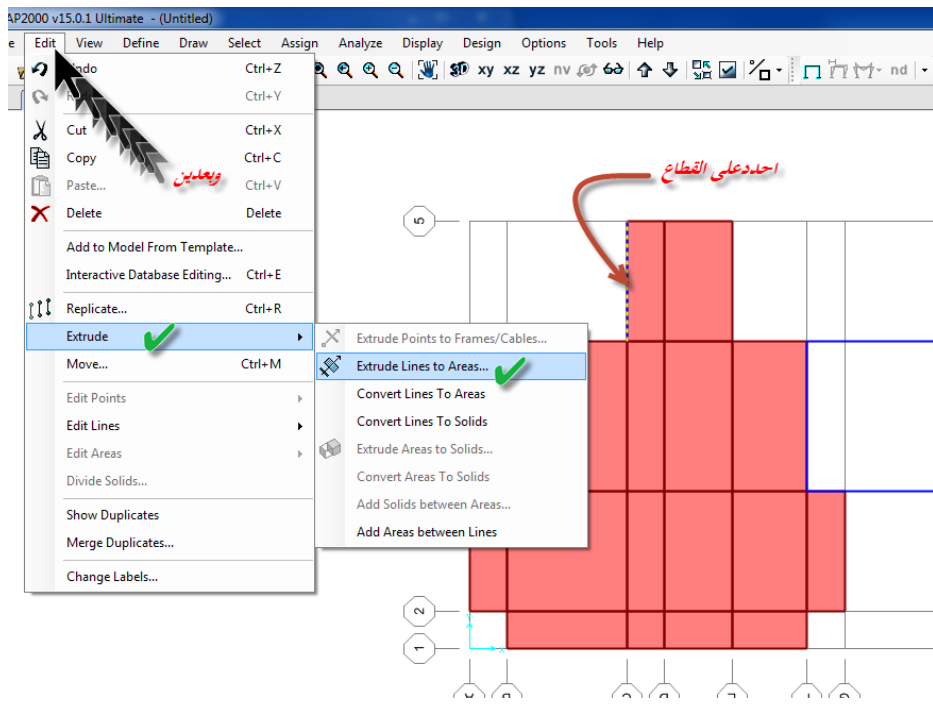 AP2000 v15.0.1 Ultimate - (Untitled)
e Edit View Define Draw Select Assign Analyze Display Design Options Tools Help
xy xz yz nv nd
Undo Ctrl+Z
Ctrl+Y
Cut Ctrl+X
Copy Ctrl+C
Paste... Ctrl+V
وبعدين
احدد على القطاع
Delete Delete
Add to Model From Template...
Interactive Database Editing... Ctrl+E
Replicate... Ctrl+R
Extrude
Move... Ctrl+M
Edit Points
Edit Lines
Edit Areas
Divide Solids...
Show Duplicates
Merge Duplicates...
Change Labels...
Extrude Points to Frames/Cables...
Extrude Lines to Areas...
Convert Lines To Areas
Convert Lines To Solids
Extrude Areas to Solids...
Convert Areas To Solids
Add Solids between Areas...
Add Areas between Lines
5
2
1
Y
X